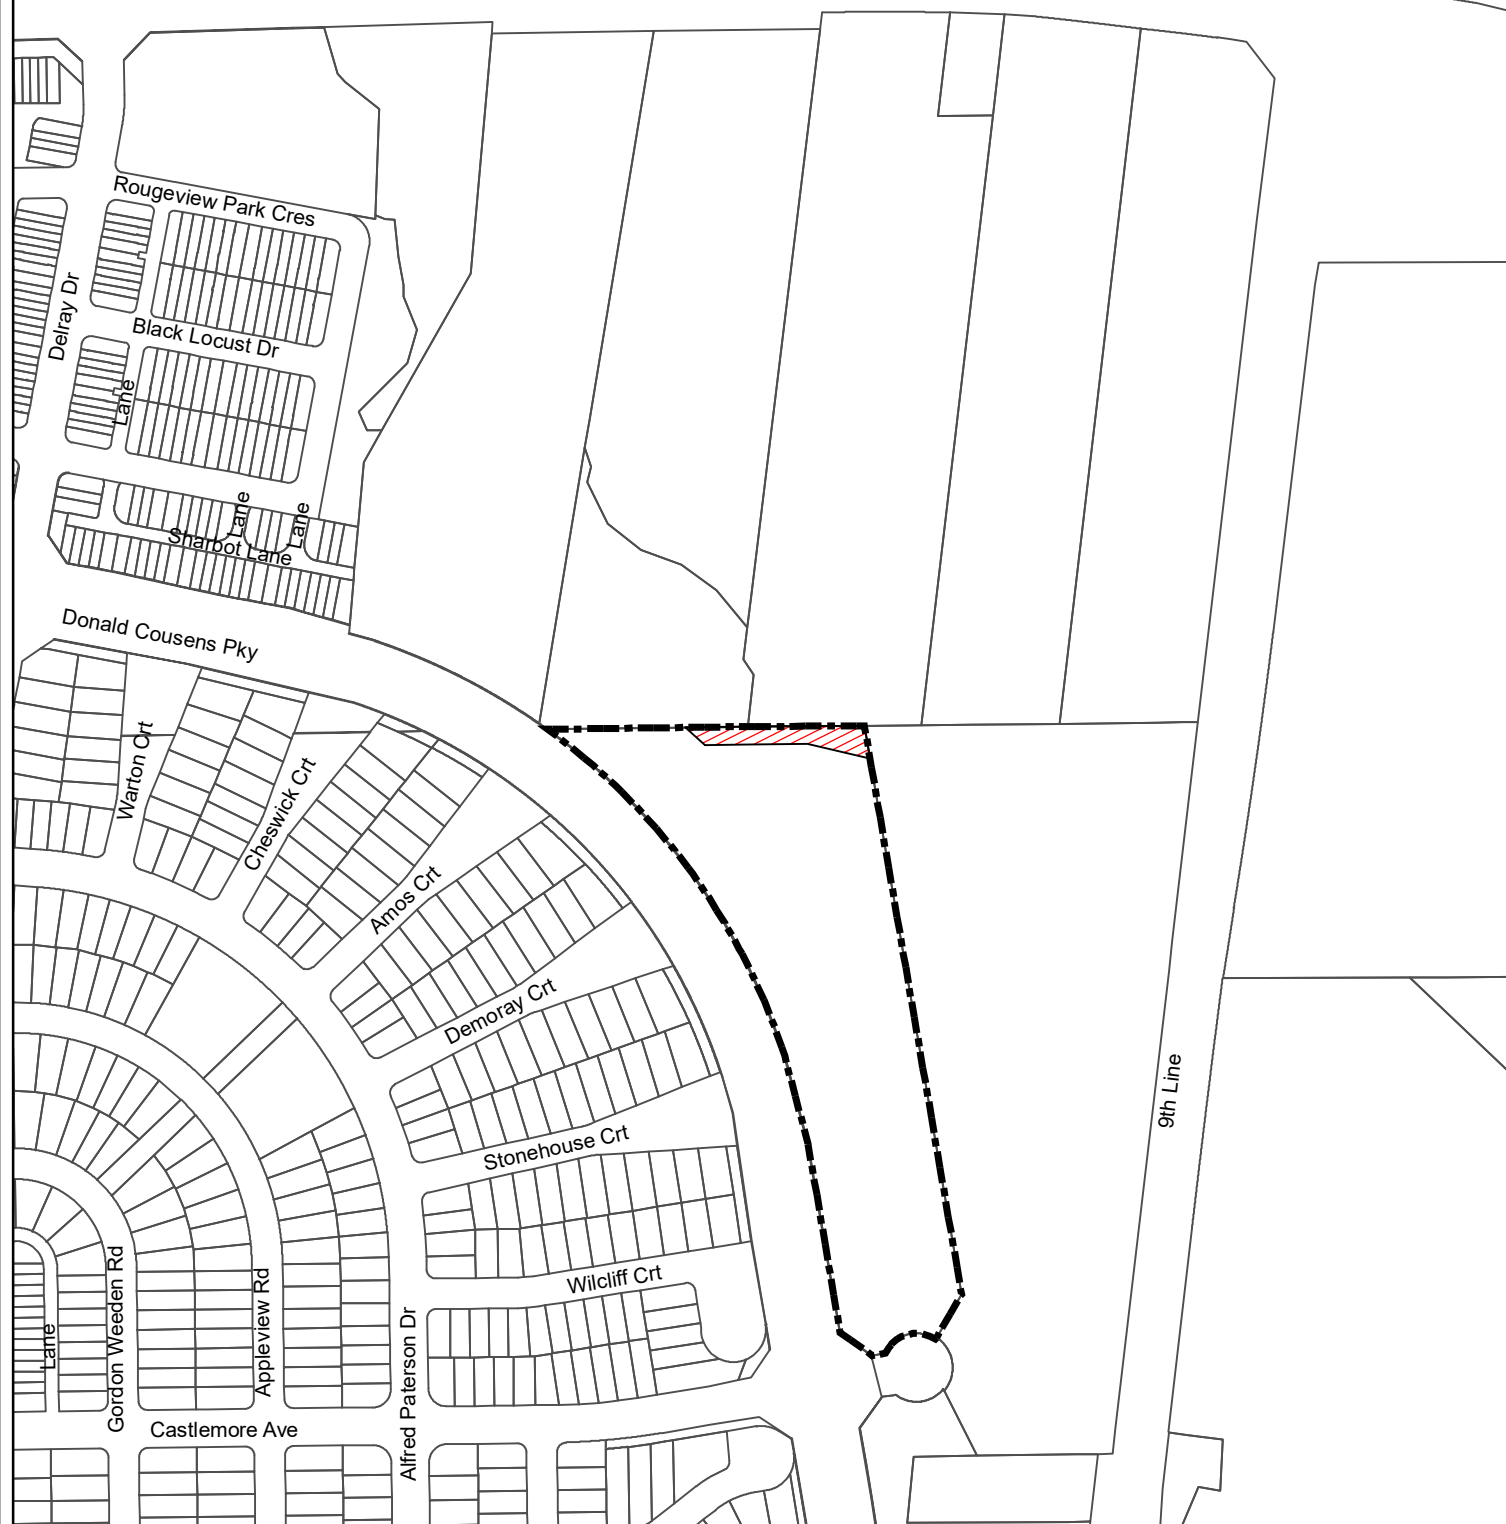 Rougeview Park Cres
Delray Dr
Black Locust Dr
Lane
Lane
Lane
Sharbot Lane
Donald Cousens Pky
Warton Crt
Cheswick Crt
Amos Crt
Demoray Crt
9th Line
Stonehouse Crt
Wilcliff Crt
Lane
Gordon Weeden Rd
Appleview Rd
Alfred Paterson Dr
Castlemore Ave